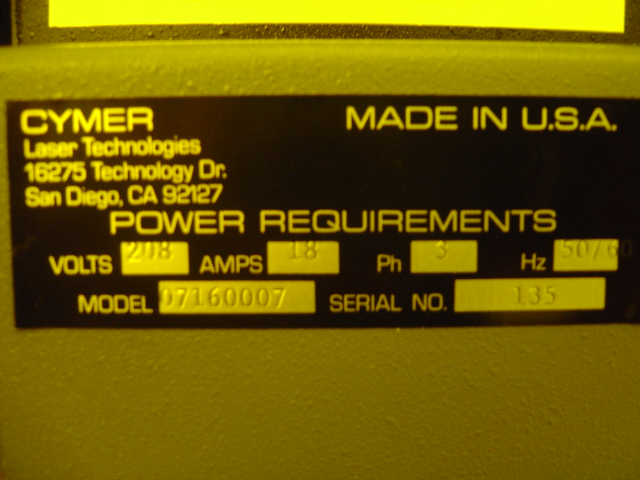 CYMER MADE IN U.S.A.
Laser Technologies
16275 Technology Dr.
San Diego, CA 92127
POWER REQUIREMENTS
VOLTS 208 AMPS 18 Ph 3 Hz 50/60
MODEL 07160007 SERIAL NO. 135